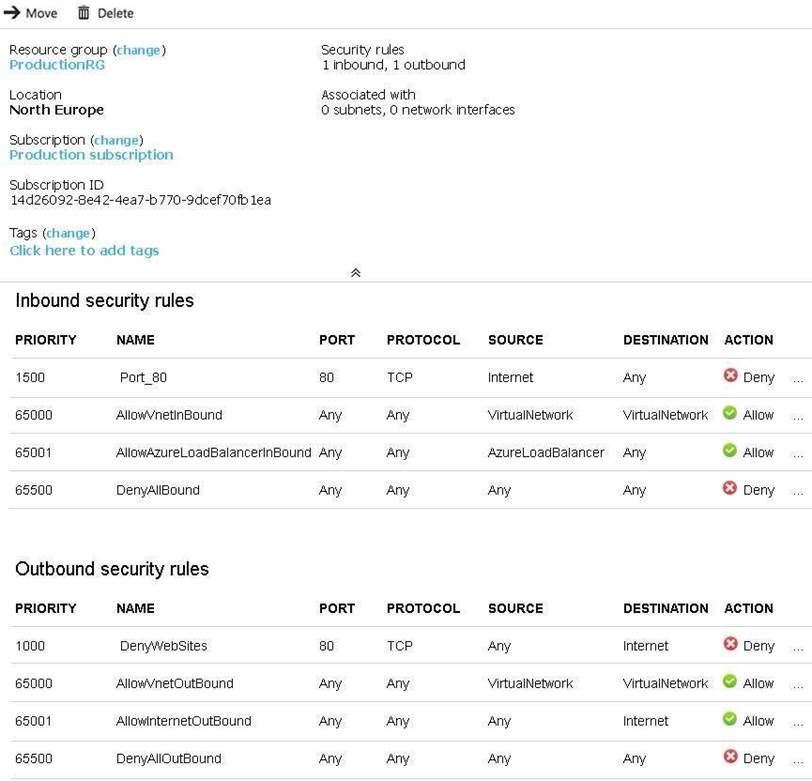 Move Delete
Resource group (change) Security rules
ProductionRG 1 inbound, 1 outbound
Location Associated with
North Europe 0 subnets, 0 network interfaces
Subscription (change)
Production subscription
Subscription ID
14d26092-8e42-4ea7-b770-9dcef70fb1ea
Tags (change)
Click here to add tags
Inbound security rules
PRIORITY NAME PORT PROTOCOL SOURCE DESTINATION ACTION
1500 Port_80 80 TCP Internet Any Deny ...
65000 AllowVnetInBound Any Any VirtualNetwork VirtualNetwork Allow ...
65001 AllowAzureLoadBalancerInBound Any Any AzureLoadBalancer Any Allow ...
65500 DenyAllBound Any Any Any Any Deny ...
Outbound security rules
PRIORITY NAME PORT PROTOCOL SOURCE DESTINATION ACTION
1000 DenyWebSites 80 TCP Any Internet Deny ...
65000 AllowVnetOutBound Any Any VirtualNetwork VirtualNetwork Allow ...
65001 AllowInternetOutBound Any Any Any Internet Allow ...
65500 DenyAllOutBound Any Any Any Any Deny ...